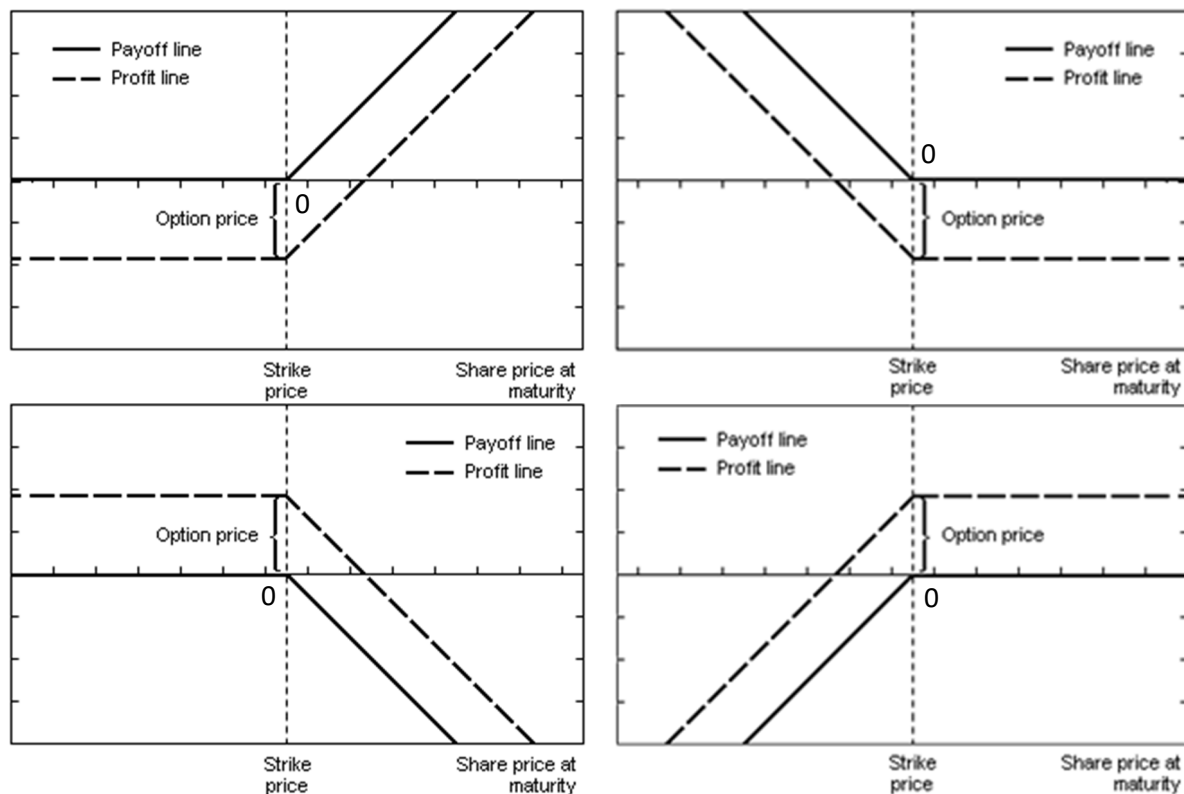 Payoff line
Profit line
Option price
0
Strike
price
Share price at
maturity
Payoff line
Profit line
0
Option price
Strike
price
Share price at
maturity
Payoff line
Profit line
Option price
0
Strike
price
Share price at
maturity
Payoff line
Profit line
Option price
0
Strike
price
Share price at
maturity